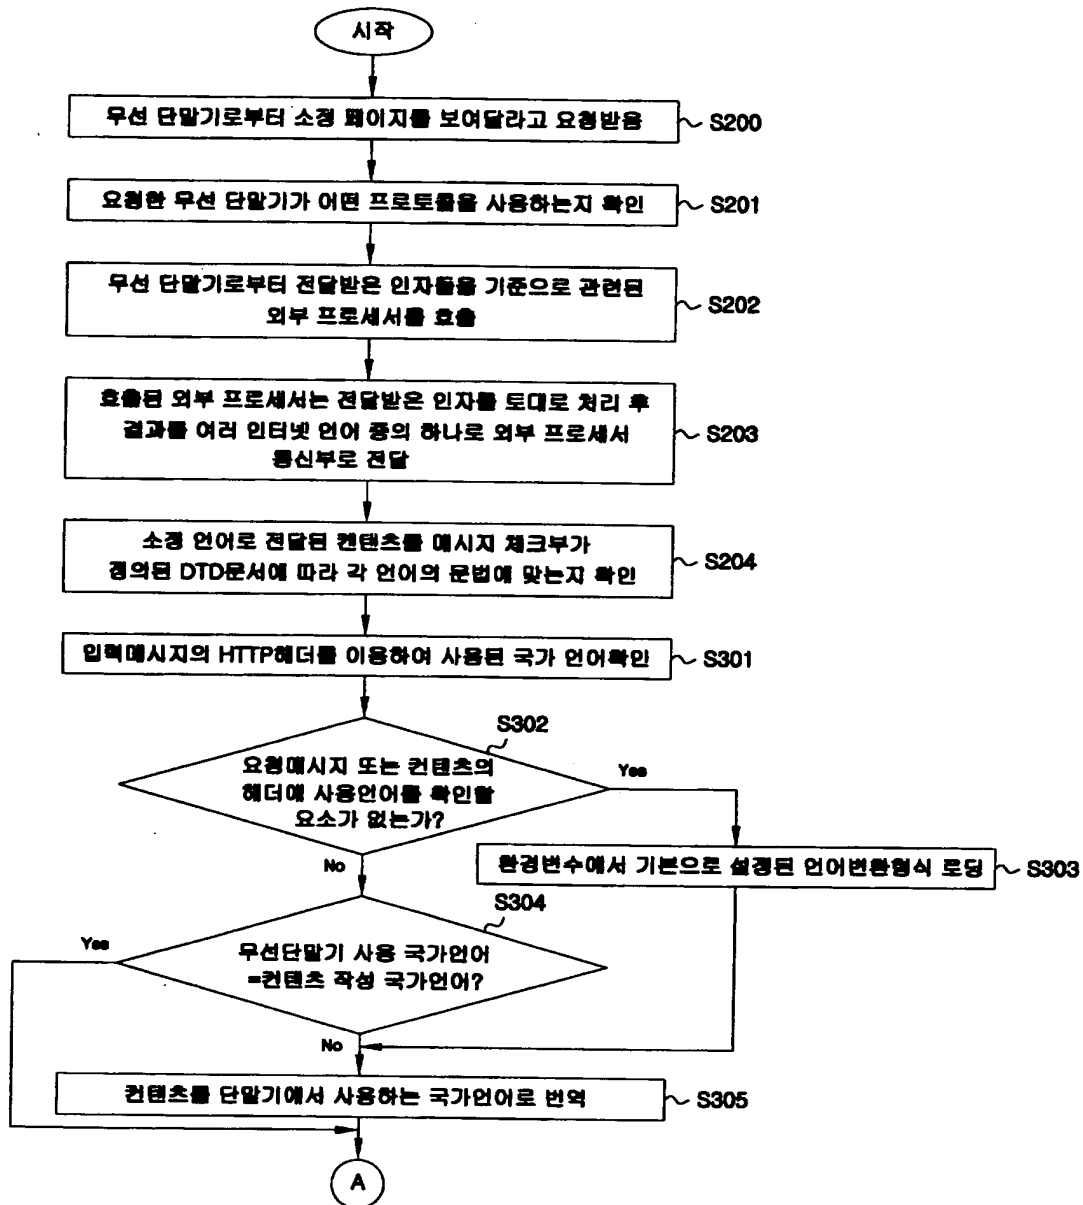 시작
무선 단말기로부터 소정 페이지를 보여달라고 요청받음
S200
요청한 무선 단말기가 어떤 프로토콜을 사용하는지 확인
S201
무선 단말기로부터 전달받은 인자들을 기준으로 관련된
외부 프로세서를 호출
S202
호출된 외부 프로세서는 전달받은 인자를 토대로 처리 후
결과를 여러 인터넷 언어 중의 하나로 외부 프로세서
통신부로 전달
S203
소정 언어로 전달된 컨텐츠를 메시지 체크부가
정의된 DTD문서에 따라 각 언어의 문법에 맞는지 확인
S204
입력메시지의 HTTP헤더를 이용하여 사용된 국가 언어확인
S301
S302
요청메시지 또는 컨텐츠의
헤더에 사용언어를 확인할
요소가 없는가?
Yes
No
환경변수에서 기본으로 설정된 언어변환형식 로딩
S303
S304
Yes
무선단말기 사용 국가언어
=컨텐츠 작성 국가언어?
No
컨텐츠를 단말기에서 사용하는 국가언어로 번역
S305
A